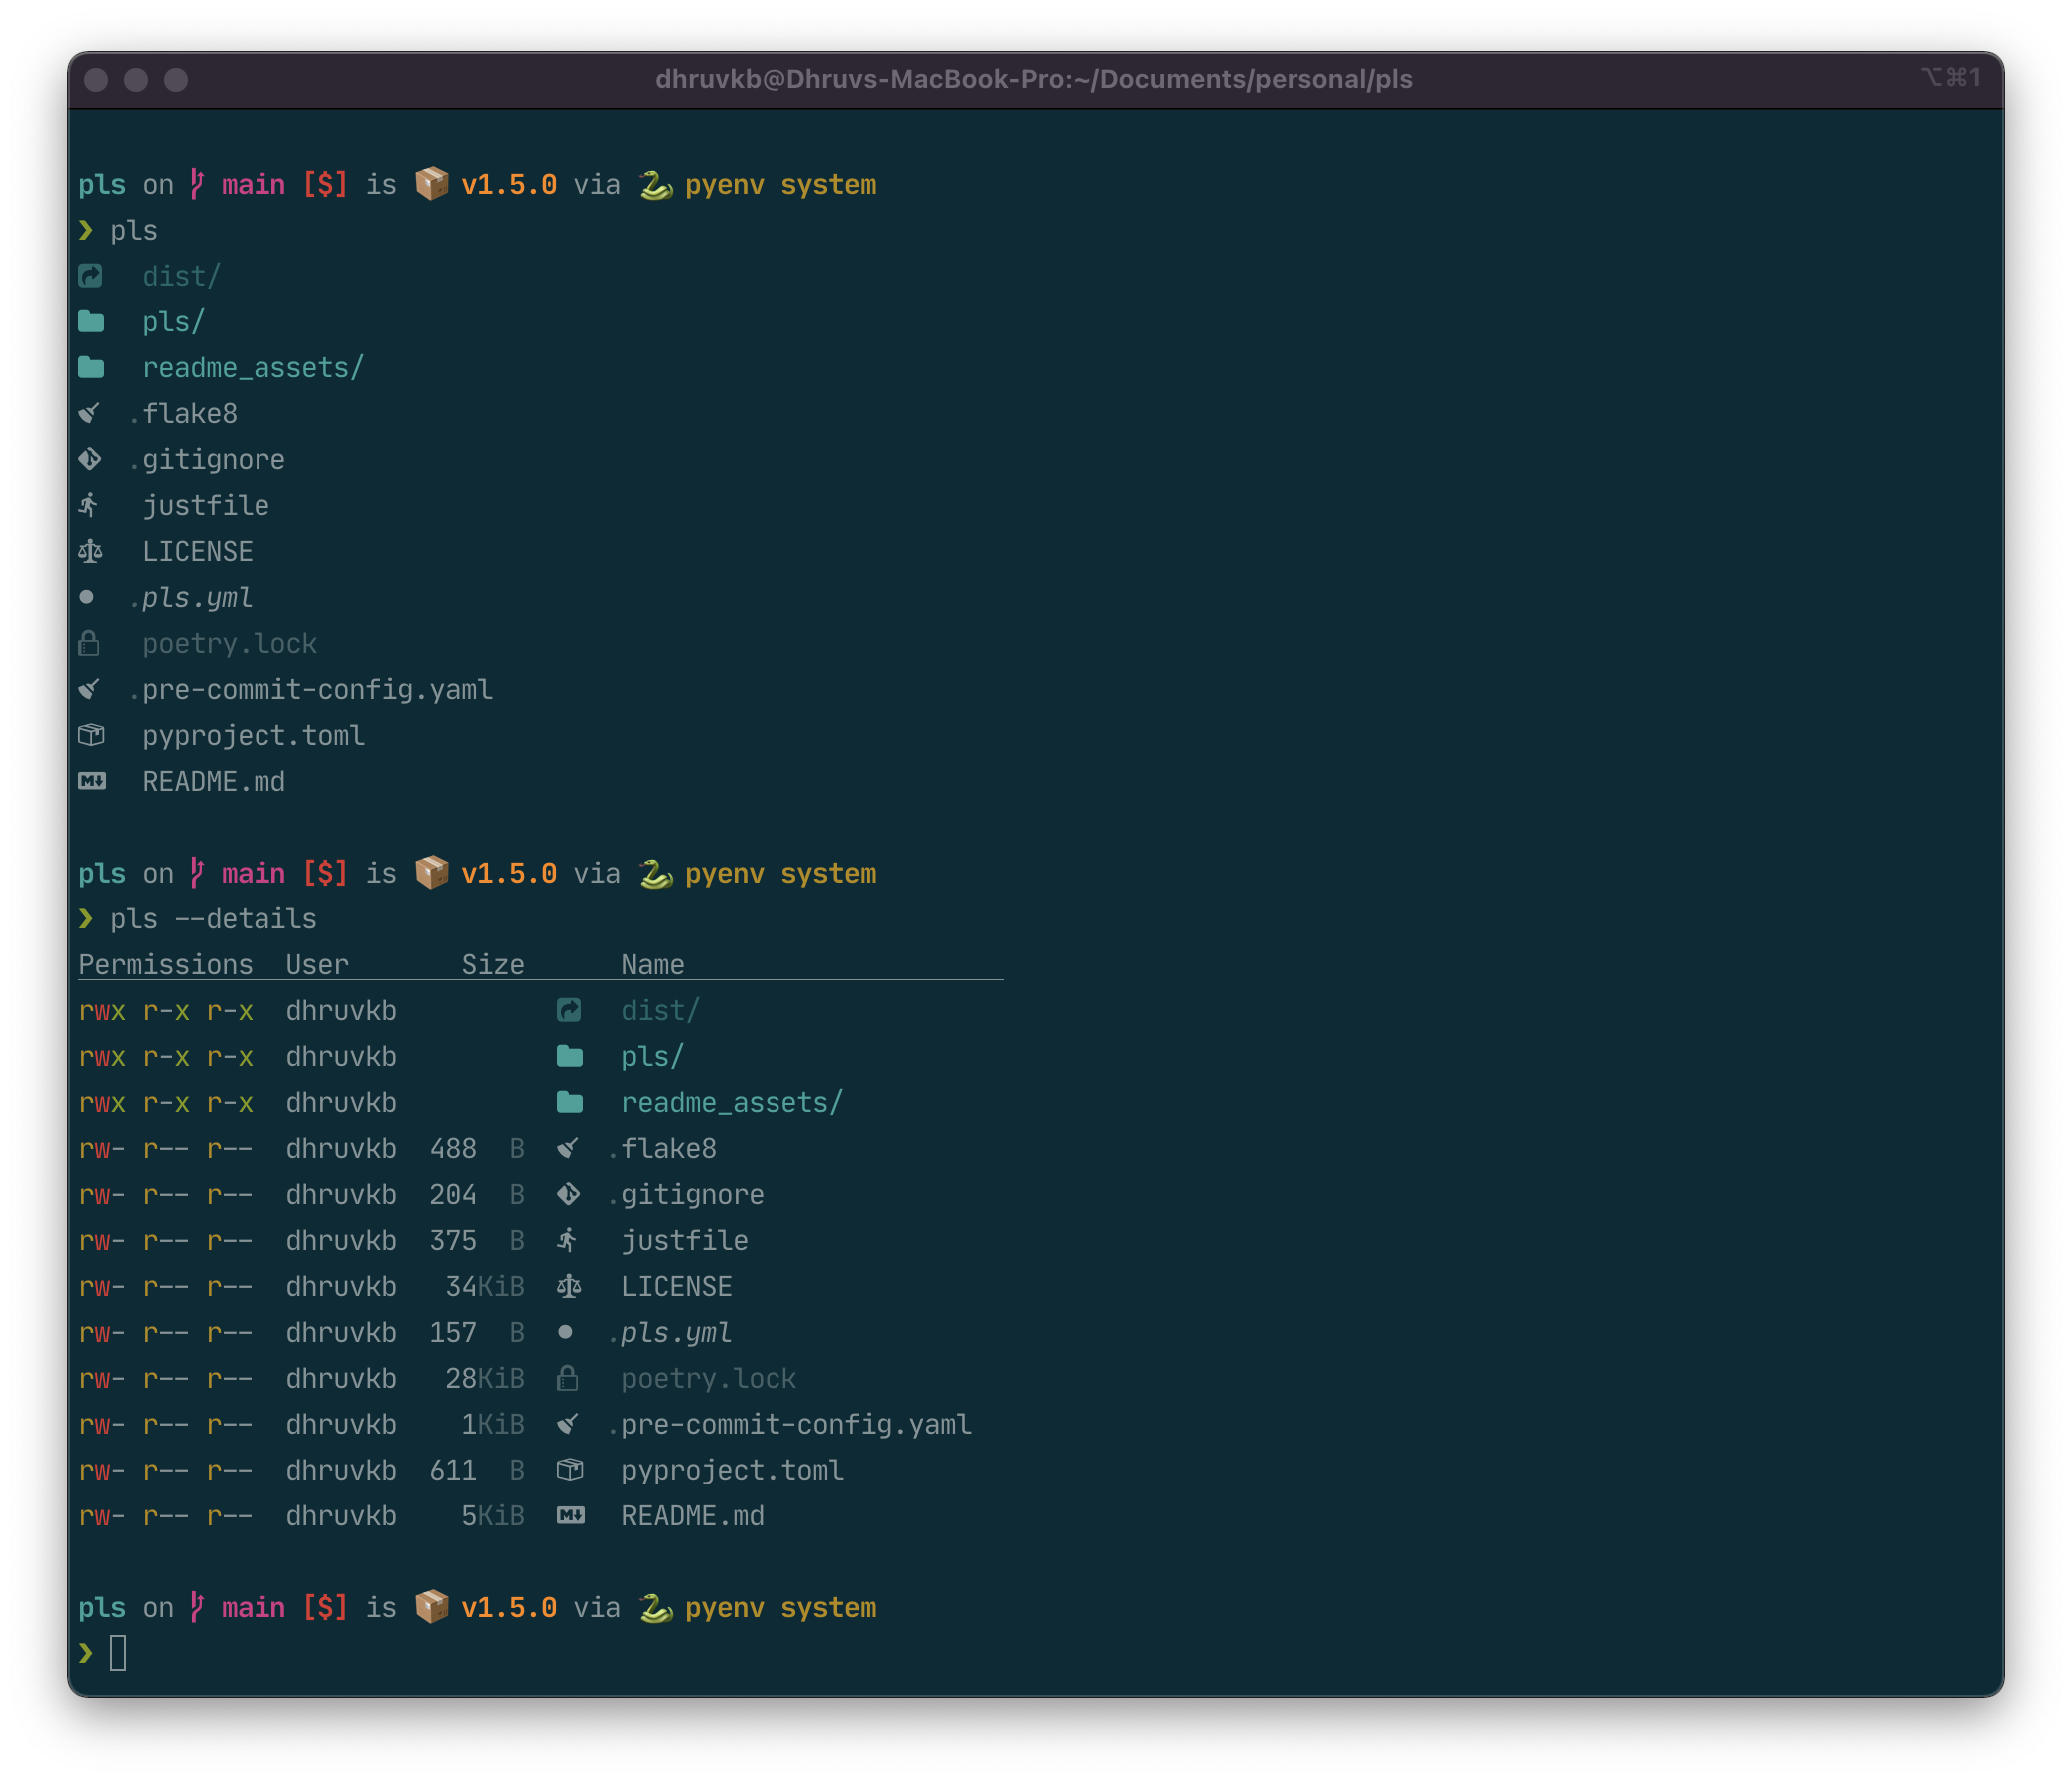 dhruvkb@Dhruvs-MacBook-Pro:~/Documents/personal/pls ⌥⌘1
pls on main [$] is 📦 v1.5.0 via 🐍 pyenv system
❯ pls
dist/
pls/
readme_assets/
.flake8
.gitignore
justfile
LICENSE
.pls.yml
poetry.lock
.pre-commit-config.yaml
pyproject.toml
README.md
pls on main [$] is 📦 v1.5.0 via 🐍 pyenv system
❯ pls --details
Permissions User Size Name
rwx r-x r-x dhruvkb dist/
rwx r-x r-x dhruvkb pls/
rwx r-x r-x dhruvkb readme_assets/
rw- r-- r-- dhruvkb 488 B .flake8
rw- r-- r-- dhruvkb 204 B .gitignore
rw- r-- r-- dhruvkb 375 B justfile
rw- r-- r-- dhruvkb 34KiB LICENSE
rw- r-- r-- dhruvkb 157 B .pls.yml
rw- r-- r-- dhruvkb 28KiB poetry.lock
rw- r-- r-- dhruvkb 1KiB .pre-commit-config.yaml
rw- r-- r-- dhruvkb 611 B pyproject.toml
rw- r-- r-- dhruvkb 5KiB README.md
pls on main [$] is 📦 v1.5.0 via 🐍 pyenv system
❯